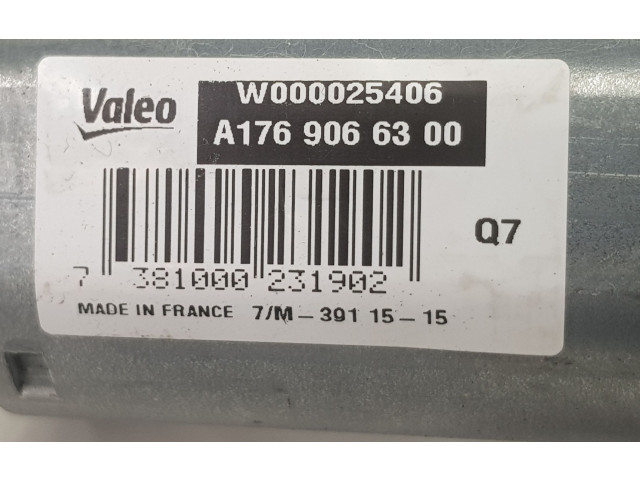 Valeo
W000025406
A176 906 63 00
Q7
7 381000 231902
MADE IN FRANCE 7/M-391 15-15